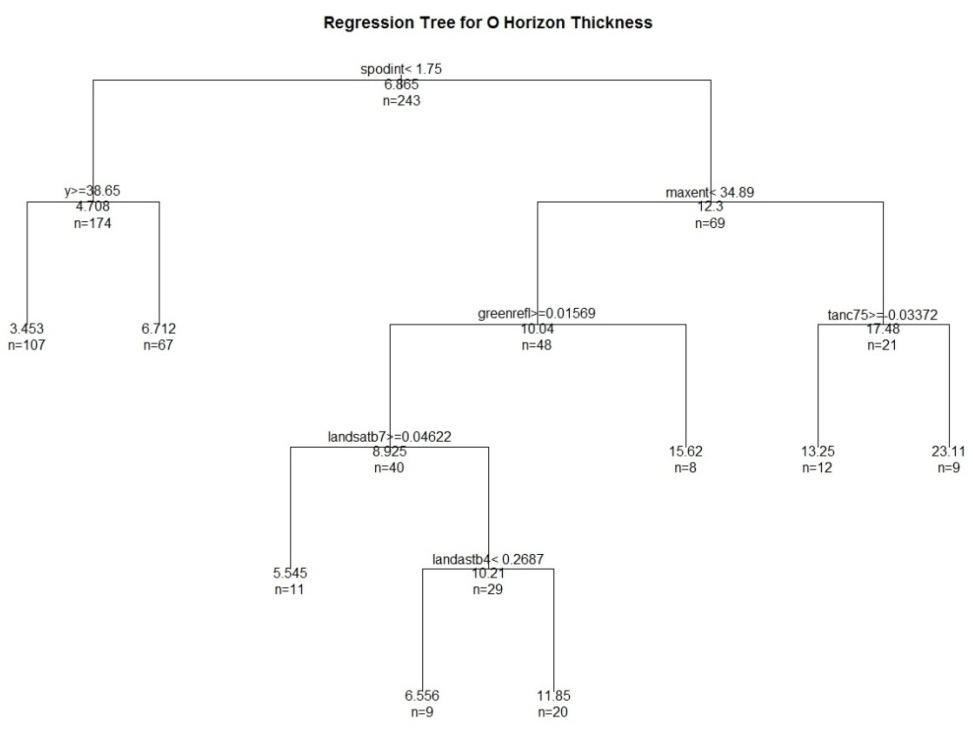 Regression Tree for O Horizon Thickness
spodint< 1.75
6.865
n=243
y>=38.65
4.708
n=174
maxent< 34.89
12.3
n=69
3.453
n=107
6.712
n=67
greenrefl>=0.01569
10.04
n=48
tanc75>=-0.03372
17.48
n=21
landsatb7>=0.04622
8.925
n=40
15.62
n=8
13.25
n=12
23.11
n=9
5.545
n=11
landastb4< 0.2687
10.21
n=29
6.556
n=9
11.85
n=20